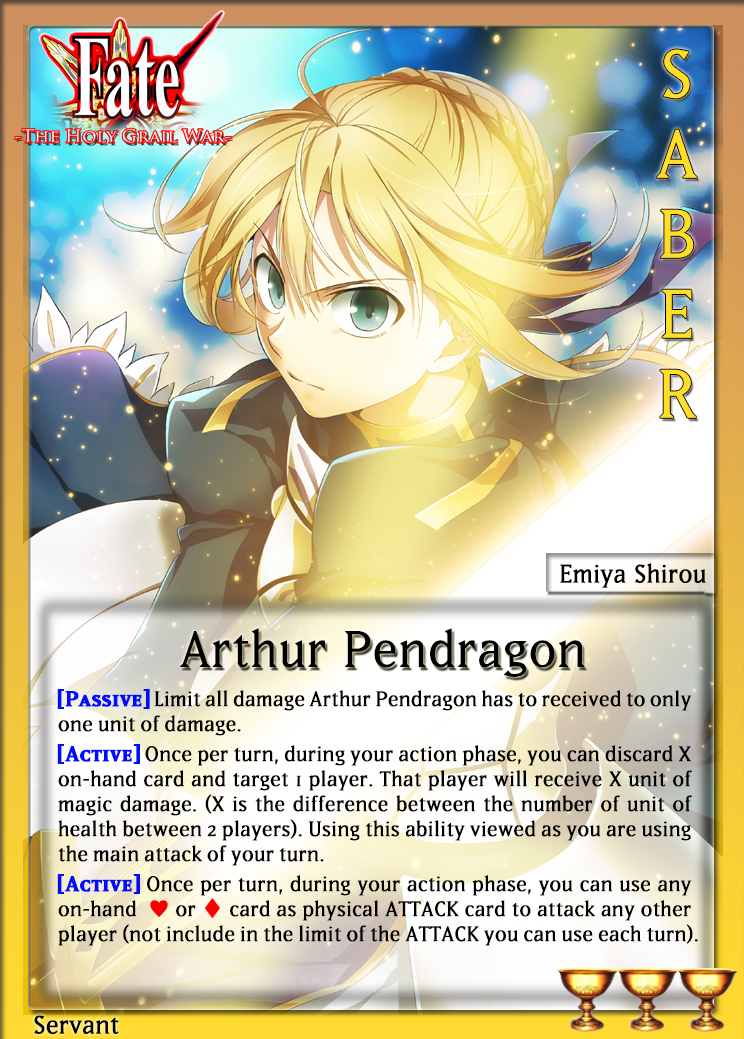 Fate
-THE HOLY GRAIL WAR-
SABER
Emiya Shirou
Arthur Pendragon
[PASSIVE] Limit all damage Arthur Pendragon has to received to only
one unit of damage.
[ACTIVE] Once per turn, during your action phase, you can discard X
on-hand card and target 1 player. That player will receive X unit of
magic damage. (X is the difference between the number of unit of
health between 2 players). Using this ability viewed as you are using
the main attack of your turn.
[ACTIVE] Once per turn, during your action phase, you can use any
on-hand ♥ or ♦ card as physical ATTACK card to attack any other
player (not include in the limit of the ATTACK you can use each turn).
Servant